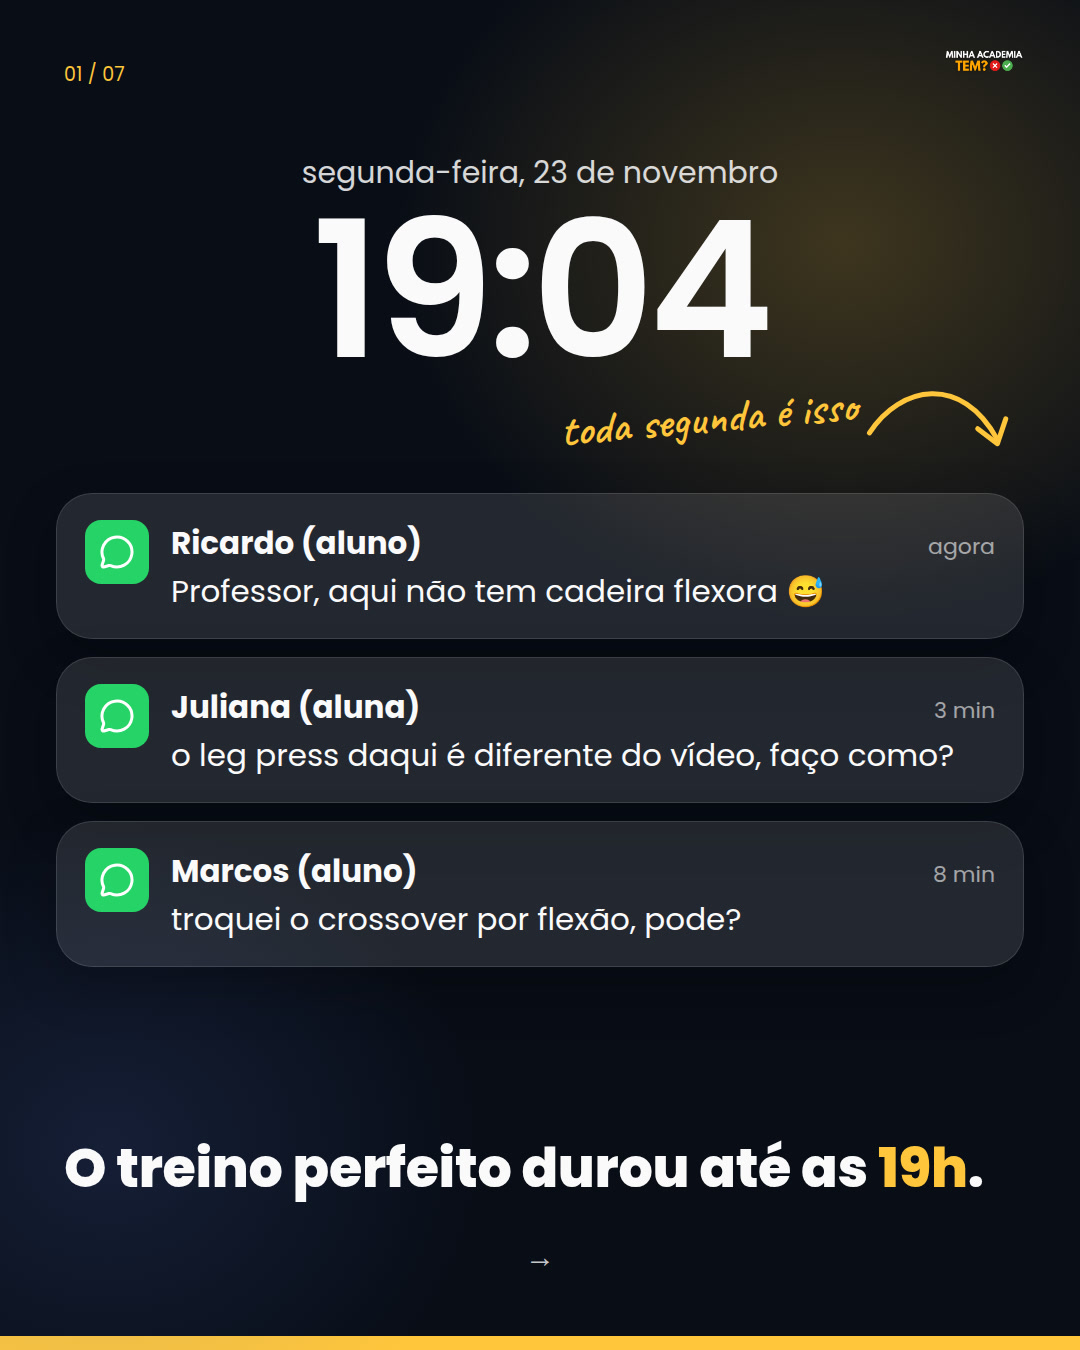 01 / 07
MINHA ACADEMIA
TEM?
segunda-feira, 23 de novembro
19:04
toda segunda é isso
Ricardo (aluno)
agora
Professor, aqui não tem cadeira flexora 😅
Juliana (aluna)
3 min
o leg press daqui é diferente do vídeo, faço como?
Marcos (aluno)
8 min
troquei o crossover por flexão, pode?
O treino perfeito durou até as 19h.
→